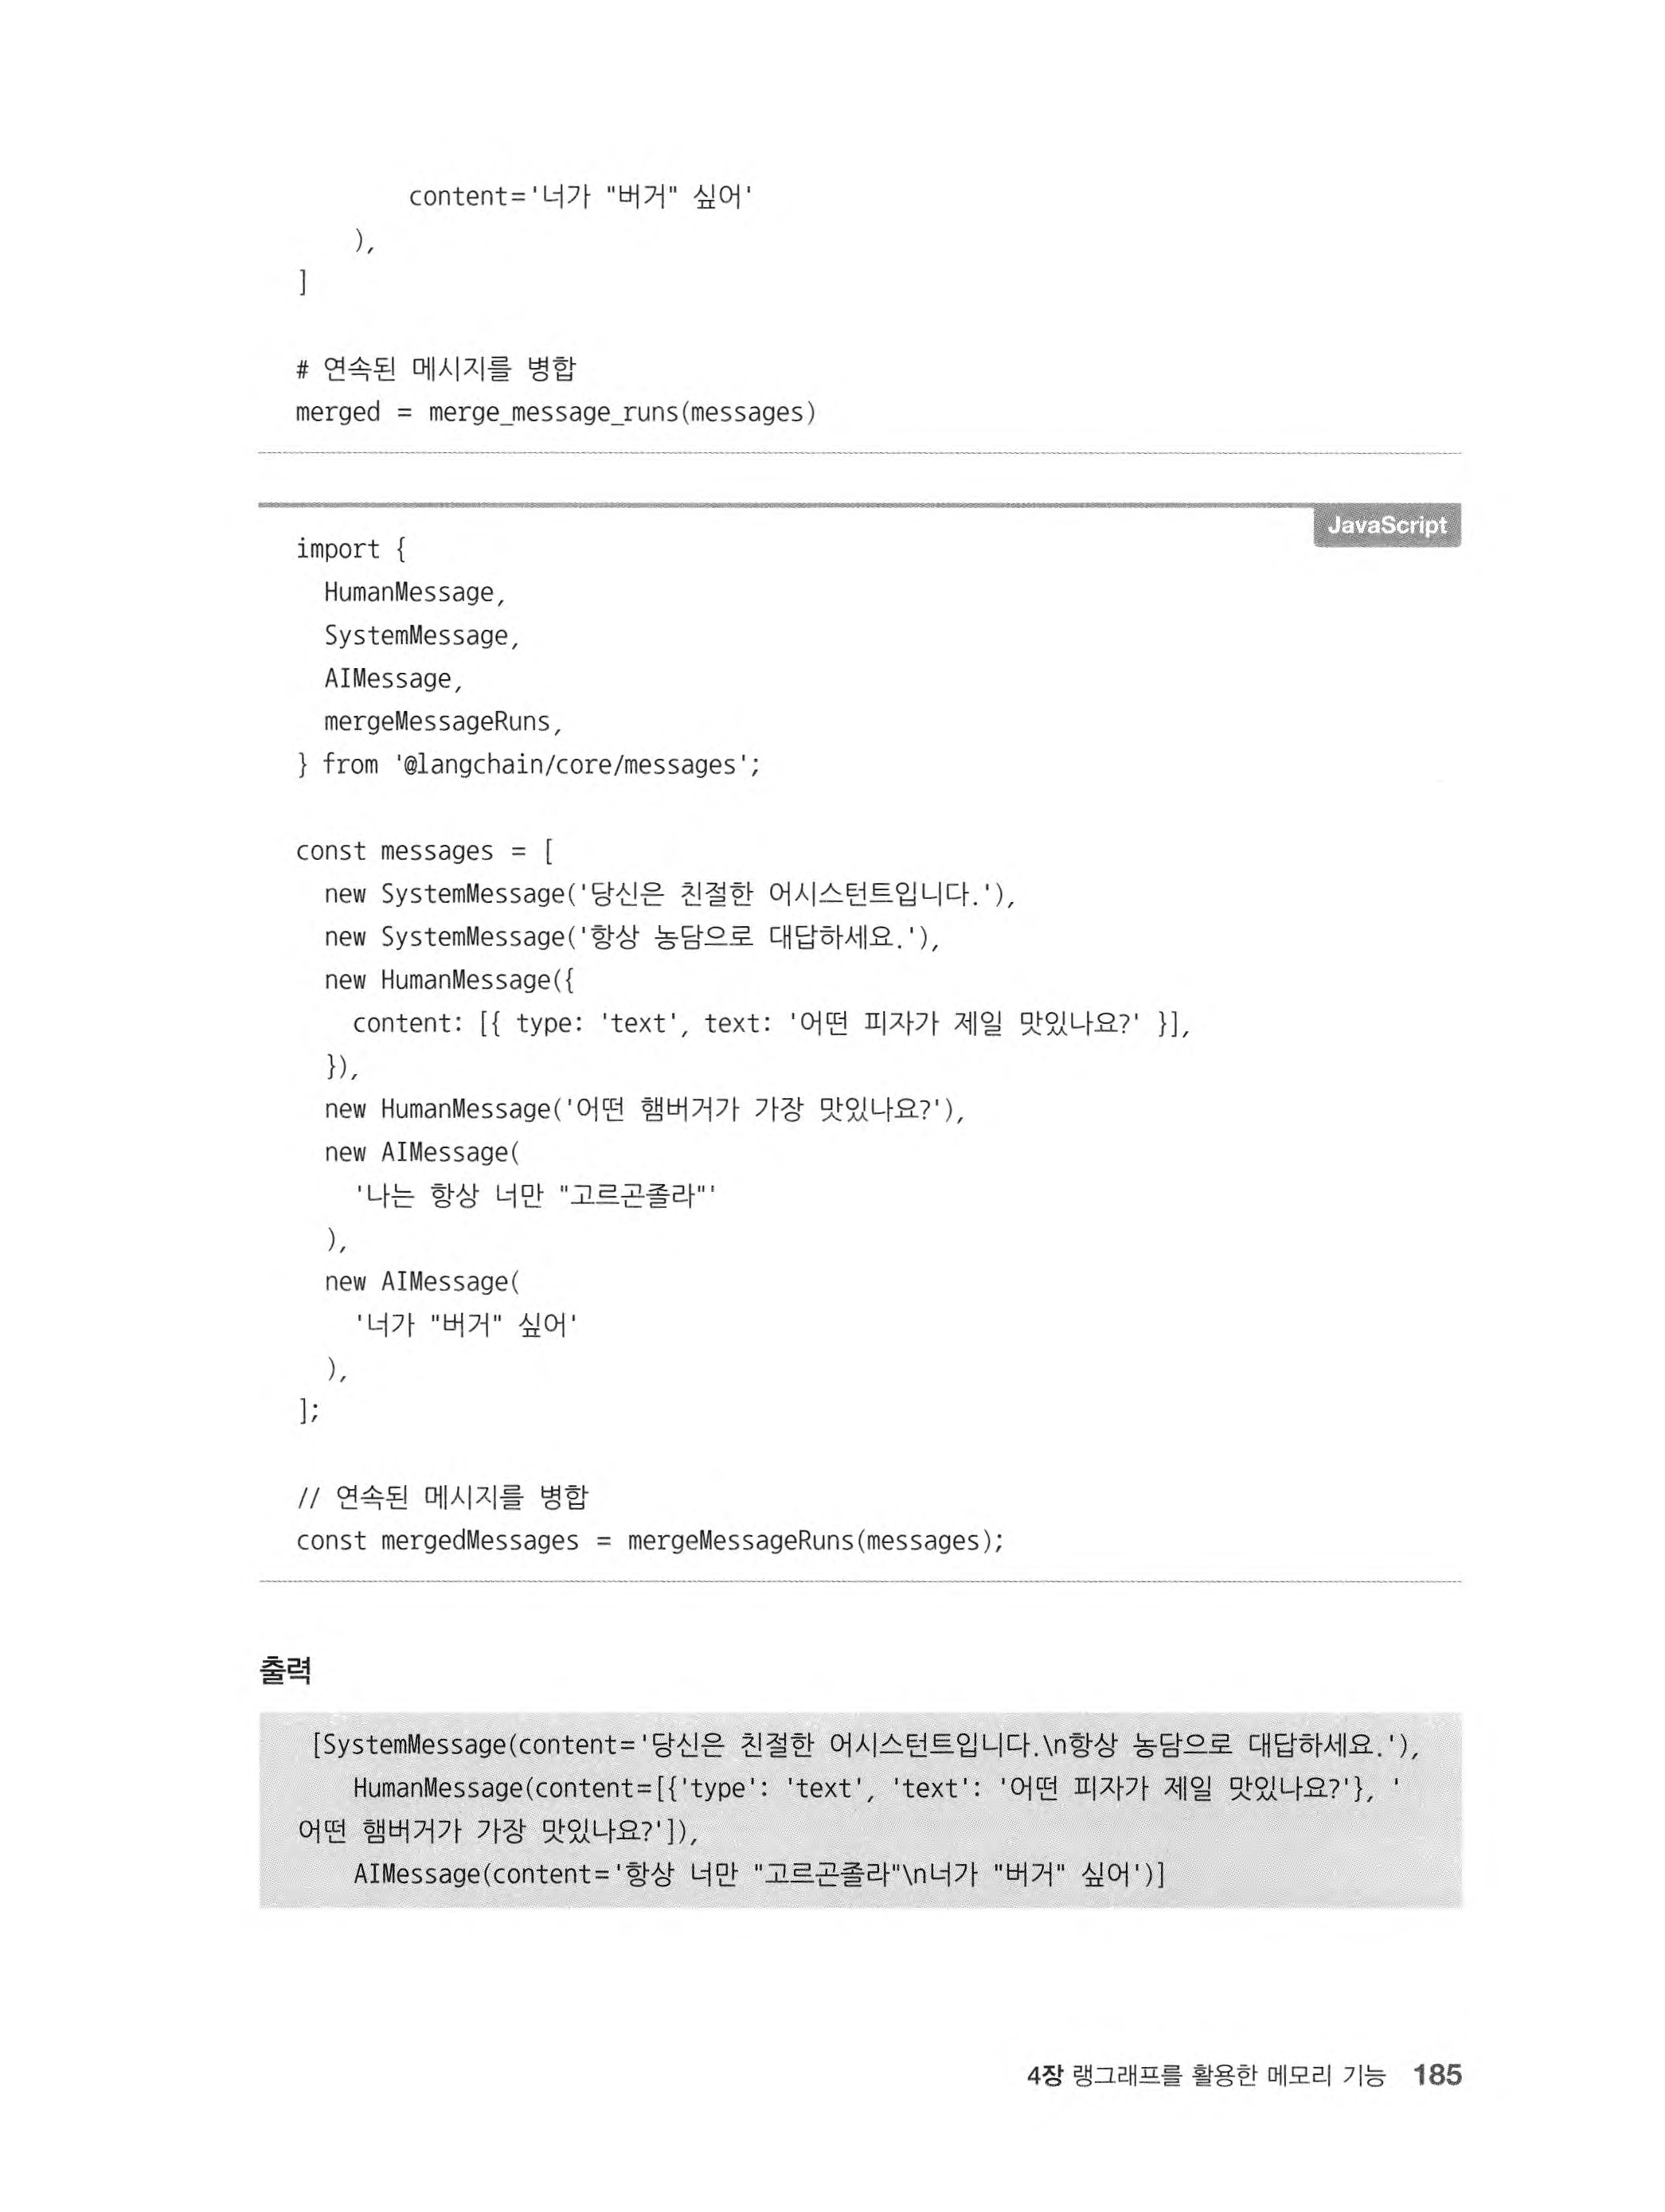 content='너가 "버거" 싶어'
    ),
]

# 연속된 메시지를 병합
merged = merge_message_runs(messages)

JavaScript
import {
  HumanMessage,
  SystemMessage,
  AIMessage,
  mergeMessageRuns,
} from '@langchain/core/messages';

const messages = [
  new SystemMessage('당신은 친절한 어시스턴트입니다.'),
  new SystemMessage('항상 농담으로 대답하세요.'),
  new HumanMessage({
    content: [{ type: 'text', text: '어떤 피자가 제일 맛있나요?' }],
  }),
  new HumanMessage('어떤 햄버거가 가장 맛있나요?'),
  new AIMessage(
    '나는 항상 너만 "고르곤졸라"'
  ),
  new AIMessage(
    '너가 "버거" 싶어'
  ),
];

// 연속된 메시지를 병합
const mergedMessages = mergeMessageRuns(messages);

출력
[SystemMessage(content='당신은 친절한 어시스턴트입니다.\n항상 농담으로 대답하세요.'),
    HumanMessage(content=[{'type': 'text', 'text': '어떤 피자가 제일 맛있나요?'}, '
어떤 햄버거가 가장 맛있나요?']),
    AIMessage(content='항상 너만 "고르곤졸라"\n너가 "버거" 싶어')]

4장 랭그래프를 활용한 메모리 기능 185